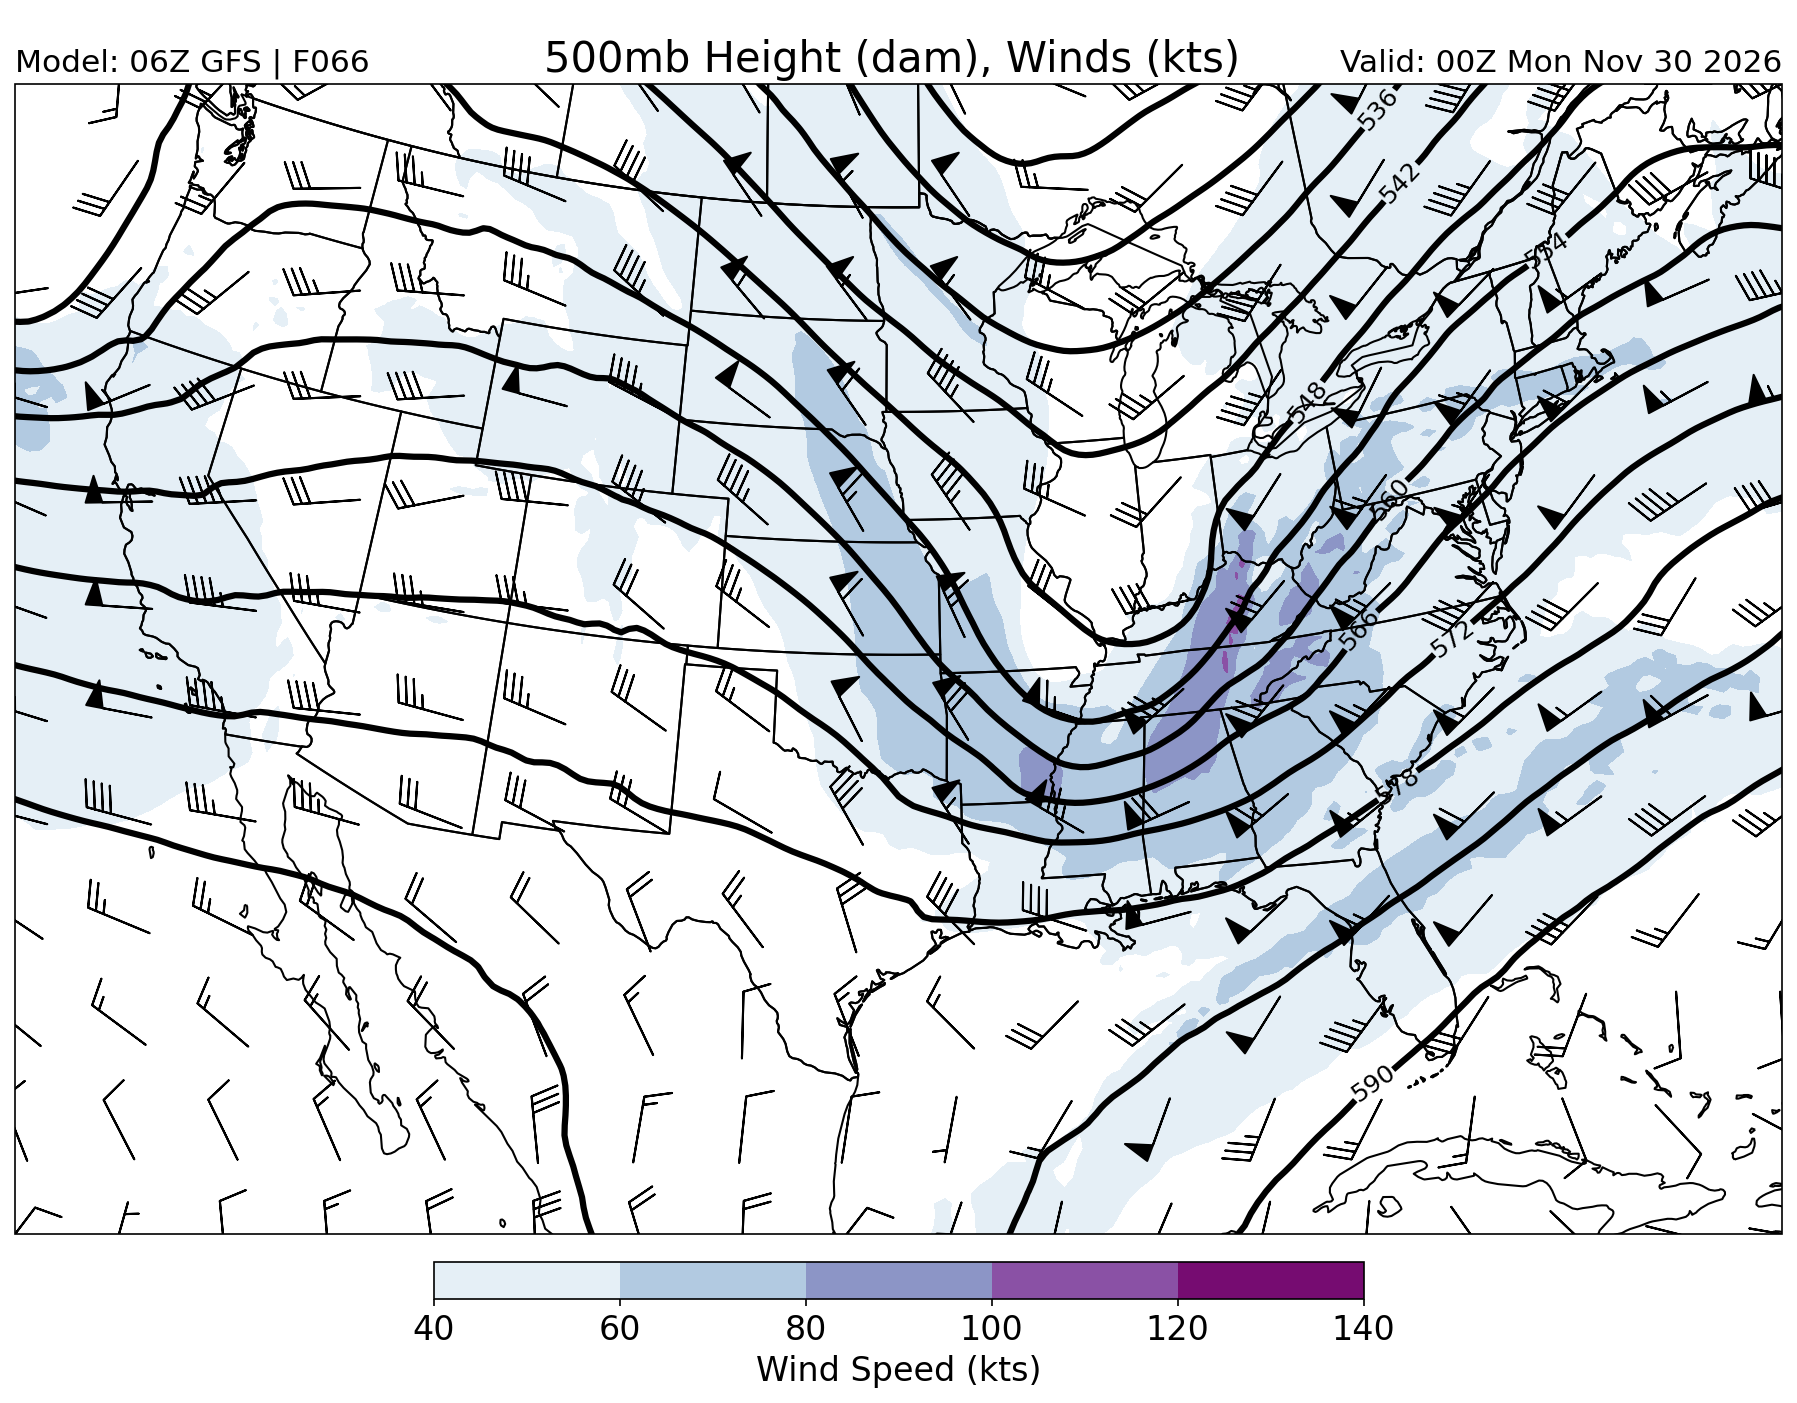 Model: 06Z GFS | F066
500mb Height (dam), Winds (kts)
Valid: 00Z Mon Nov 30 2026
536
542
554
548
560
566
572
578
590
40 60 80 100 120 140
Wind Speed (kts)